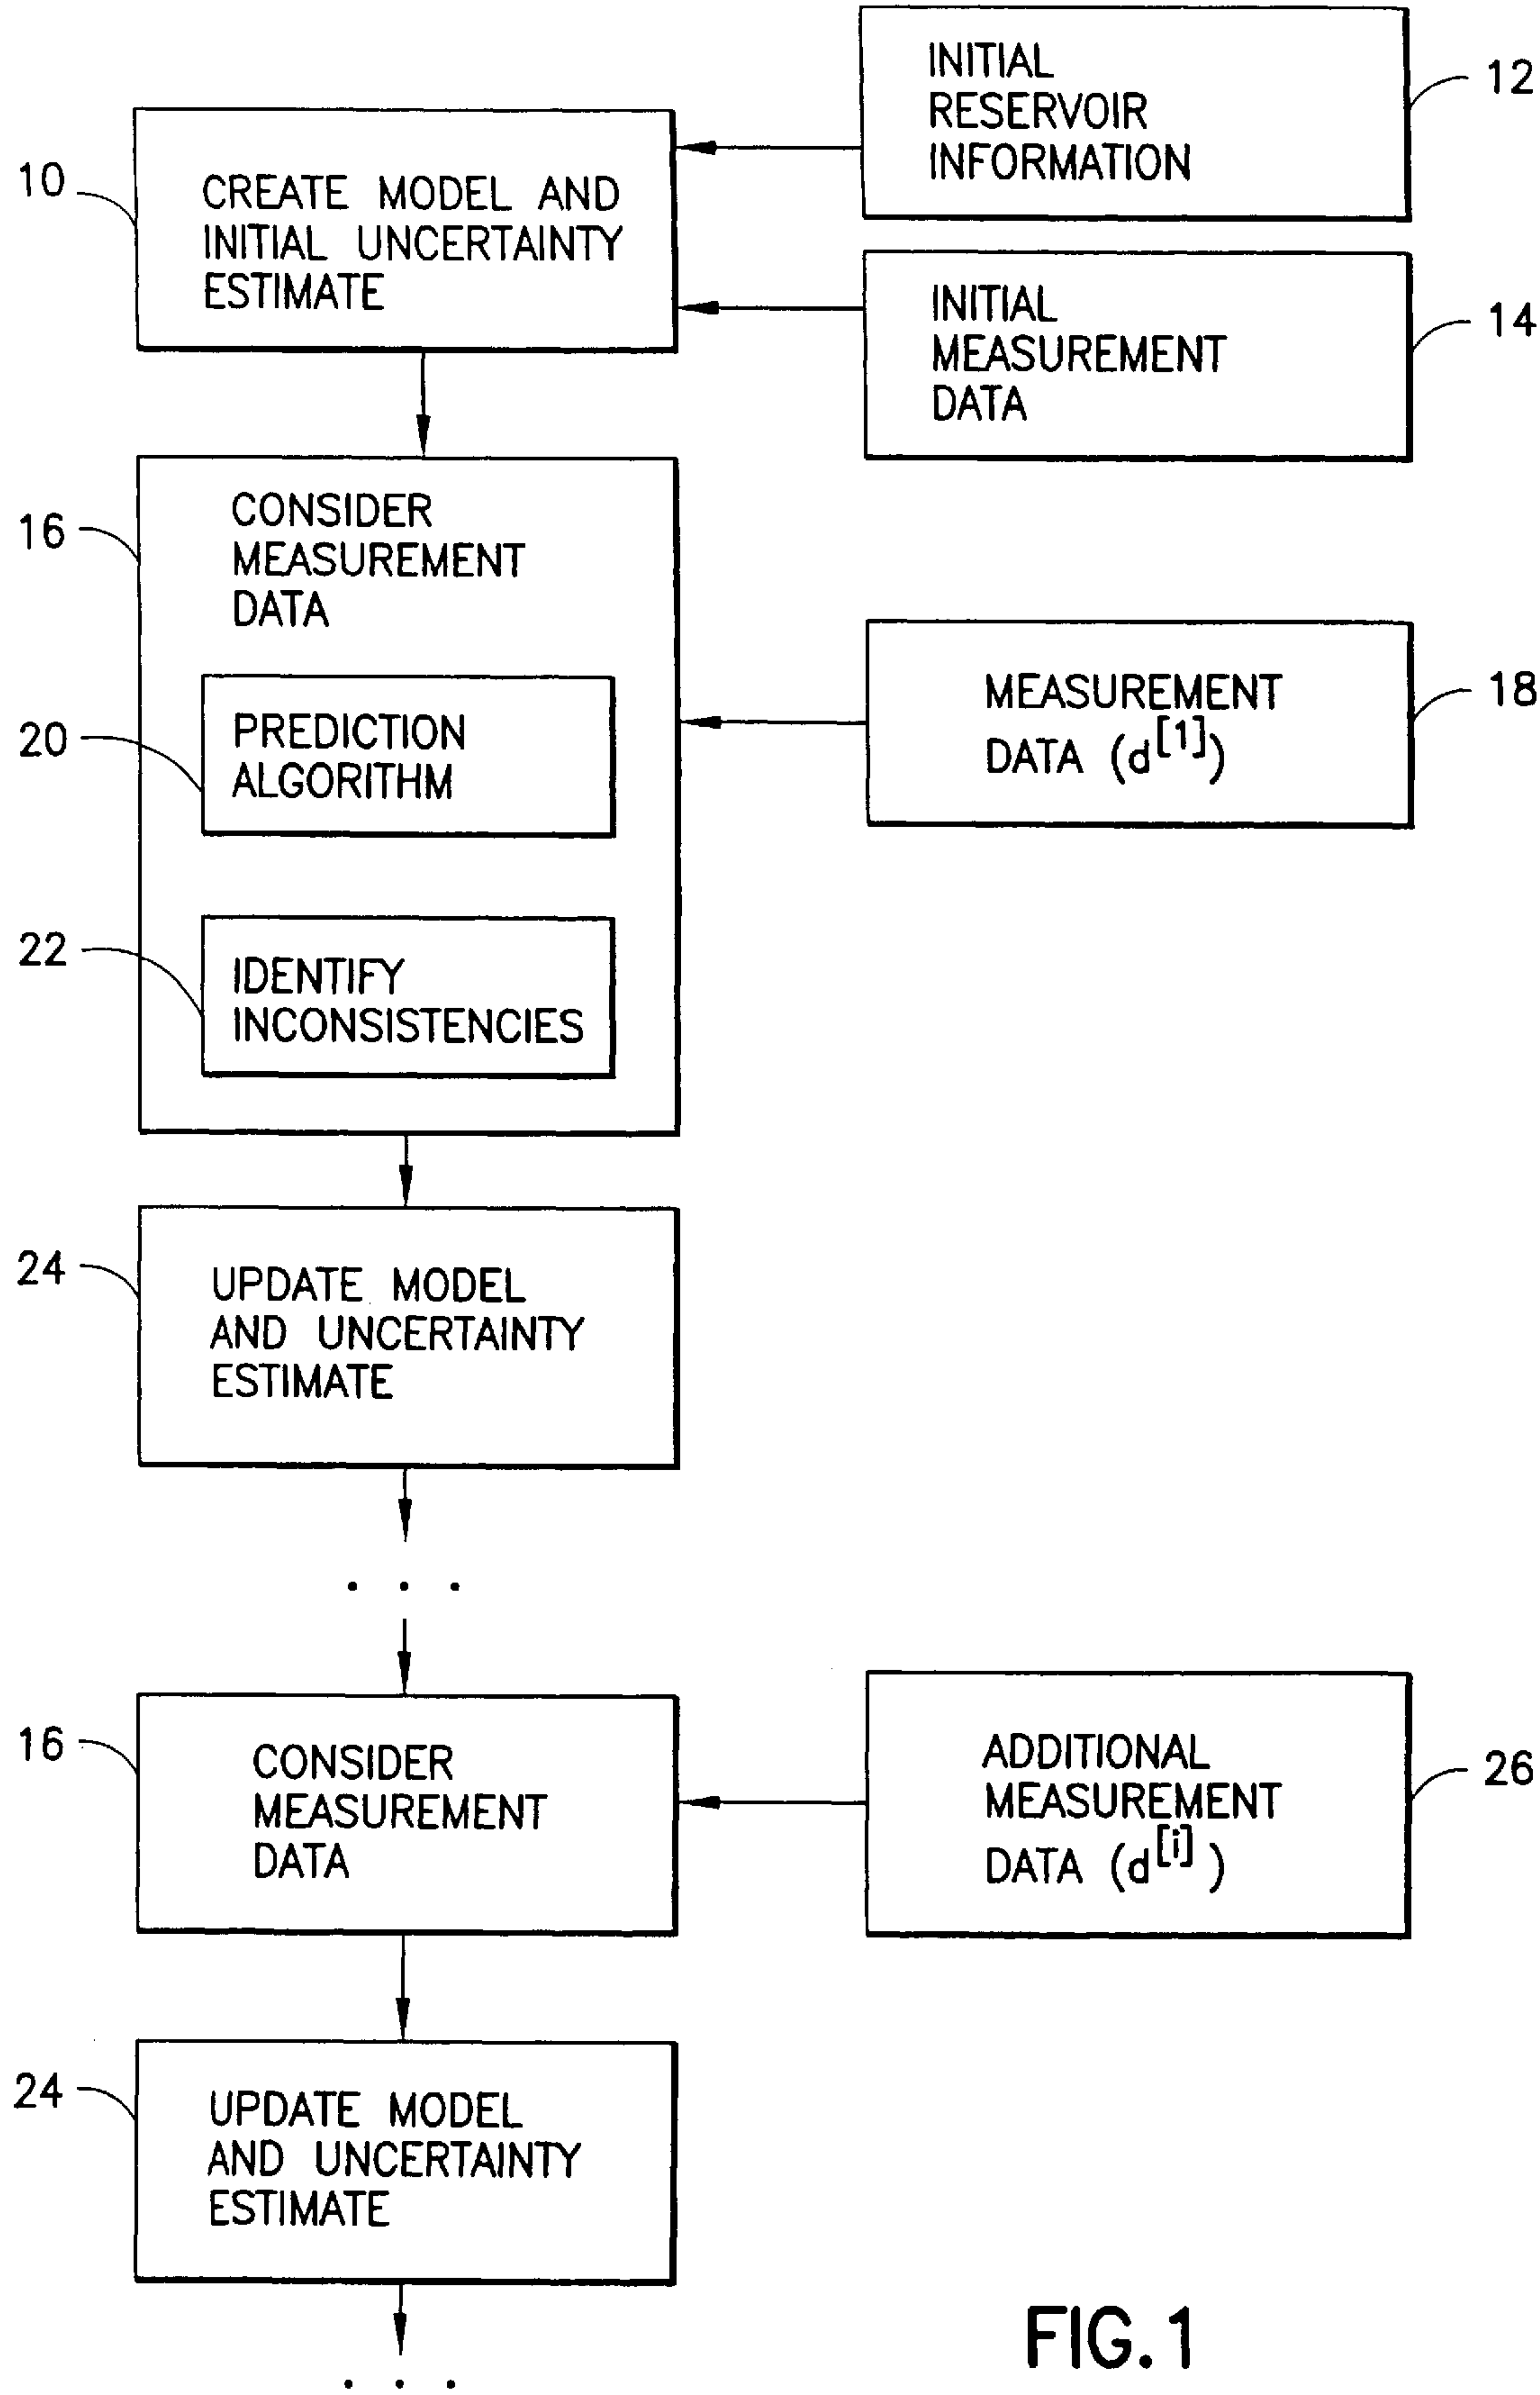 INITIAL
RESERVOIR
INFORMATION
12
10
CREATE MODEL AND
INITIAL UNCERTAINTY
ESTIMATE
INITIAL
MEASUREMENT
DATA
14
16
CONSIDER
MEASUREMENT
DATA
MEASUREMENT
DATA (d[1])
18
20
PREDICTION
ALGORITHM
22
IDENTIFY
INCONSISTENCIES
24
UPDATE MODEL
AND UNCERTAINTY
ESTIMATE
. . .
16
CONSIDER
MEASUREMENT
DATA
ADDITIONAL
MEASUREMENT
DATA (d[i])
26
24
UPDATE MODEL
AND UNCERTAINTY
ESTIMATE
. . .
FIG.1